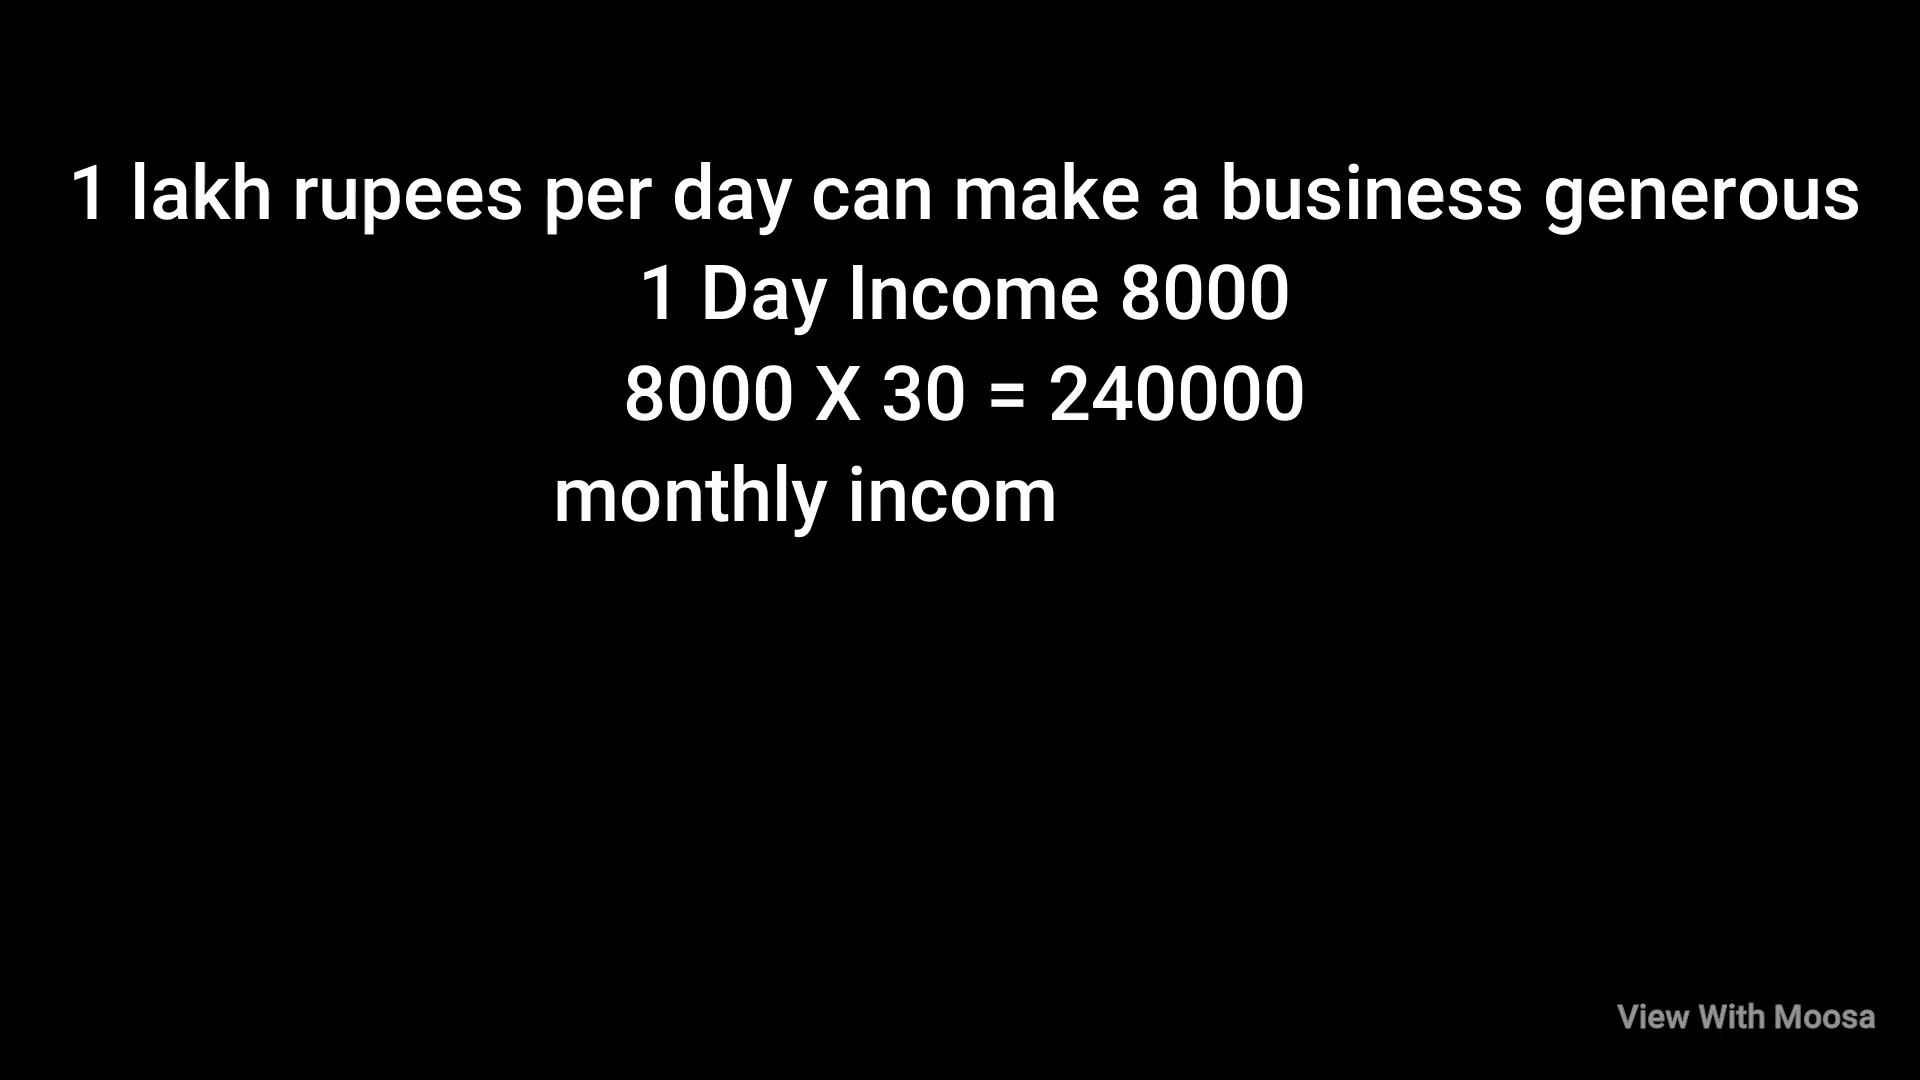 1 lakh rupees per day can make a business generous
1 Day Income 8000
8000 X 30 = 240000
monthly incom
View With Moosa